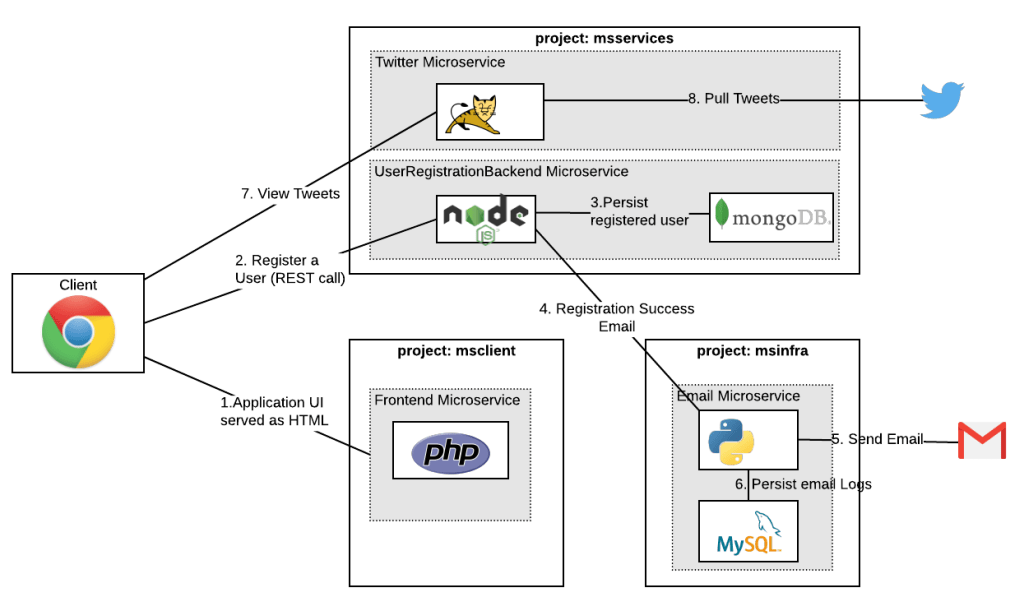 project: msservices
Twitter Microservice
8. Pull Tweets
UserRegistrationBackend Microservice
7. View Tweets
node
JS
3.Persist
registered user
mongoDB
2. Register a
User (REST call)
Client
4. Registration Success
Email
project: msclient
project: msinfra
1.Application UI
served as HTML
Frontend Microservice
php
Email Microservice
5. Send Email
6. Persist email Logs
MySQL